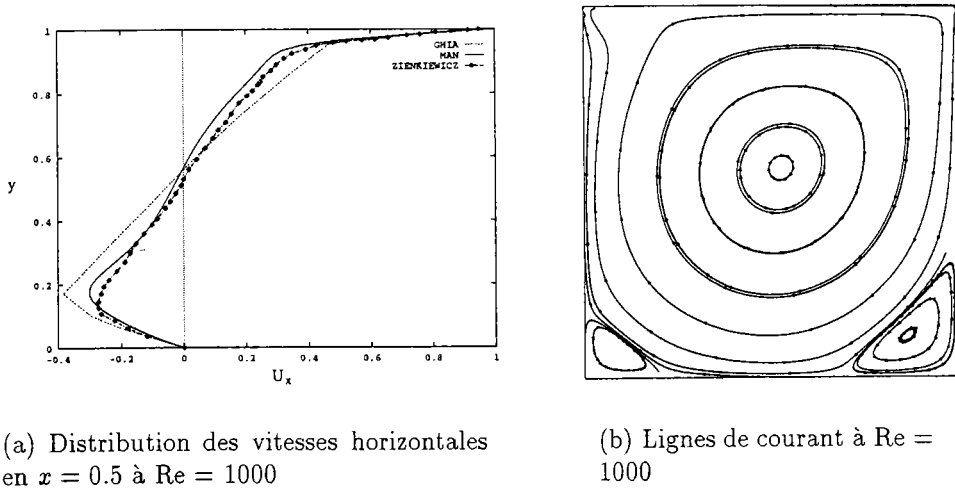 1
0.8
0.6
y
0.4
0.2
0
GHIA
MAN
ZIENKIEWICZ
-0.4 -0.2 0 0.2 0.4 0.6 0.8 1
U_x
(a) Distribution des vitesses horizontales
en x = 0.5 à Re = 1000
(b) Lignes de courant à Re =
1000